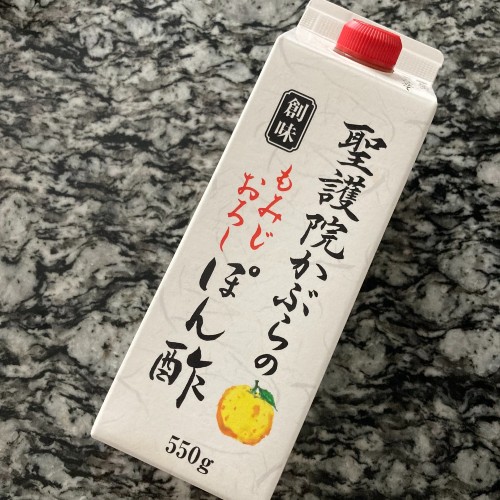 創味
聖護院かぶらの
もみじ
おろし
ぽん酢
550g